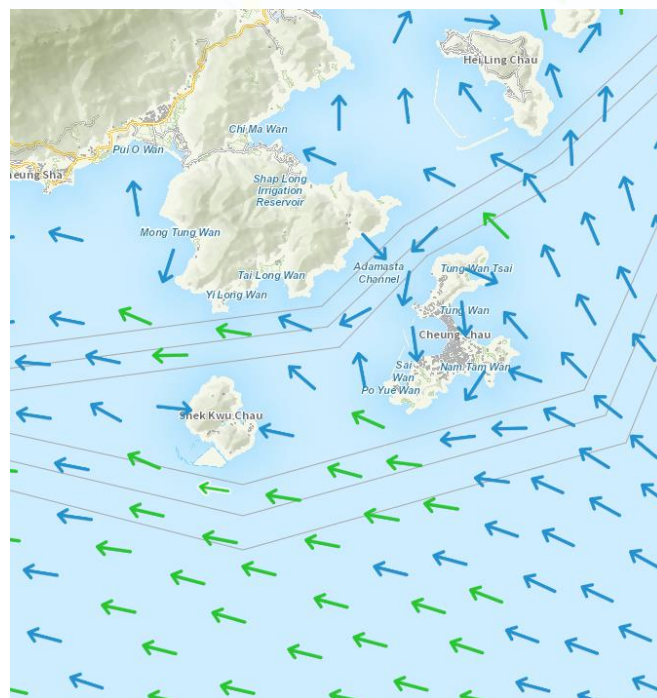 Hei Ling Chau
Chi Ma Wan
Pui O Wan
Shap Long
Irrigation
Reservoir
Mong Tung Wan
Tai Long Wan
Yi Long Wan
Adamasta
Channel
Tung Wan Tsai
Tung Wan
Cheung Chau
Sai
Wan
Nam Tam Wan
Po Yue Wan
Shek Kwu Chau